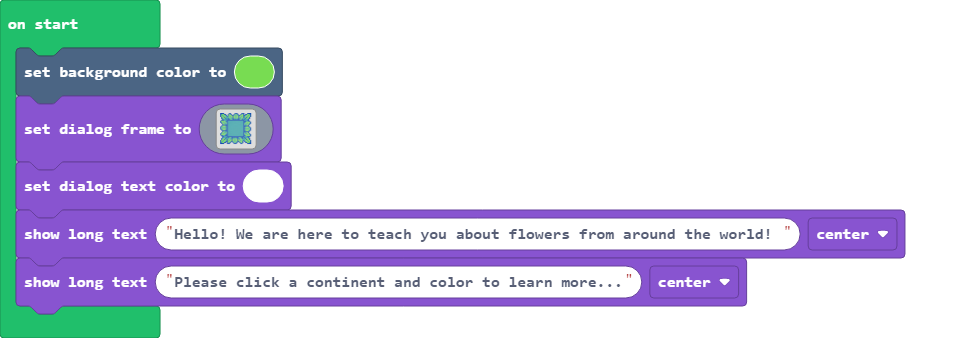 on start
set background color to
set dialog frame to
set dialog text color to
show long text "Hello! We are here to teach you about flowers from around the world! " center
show long text "Please click a continent and color to learn more..." center